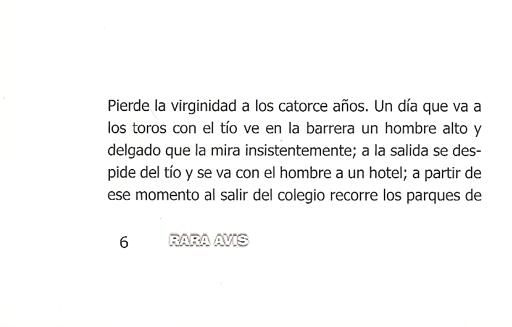 Pierde la virginidad a los catorce años. Un día que va a
los toros con el tío ve en la barrera un hombre alto y
delgado que la mira insistentemente; a la salida se des-
pide del tío y se va con el hombre a un hotel; a partir de
ese momento al salir del colegio recorre los parques de
6 RARA AVIS